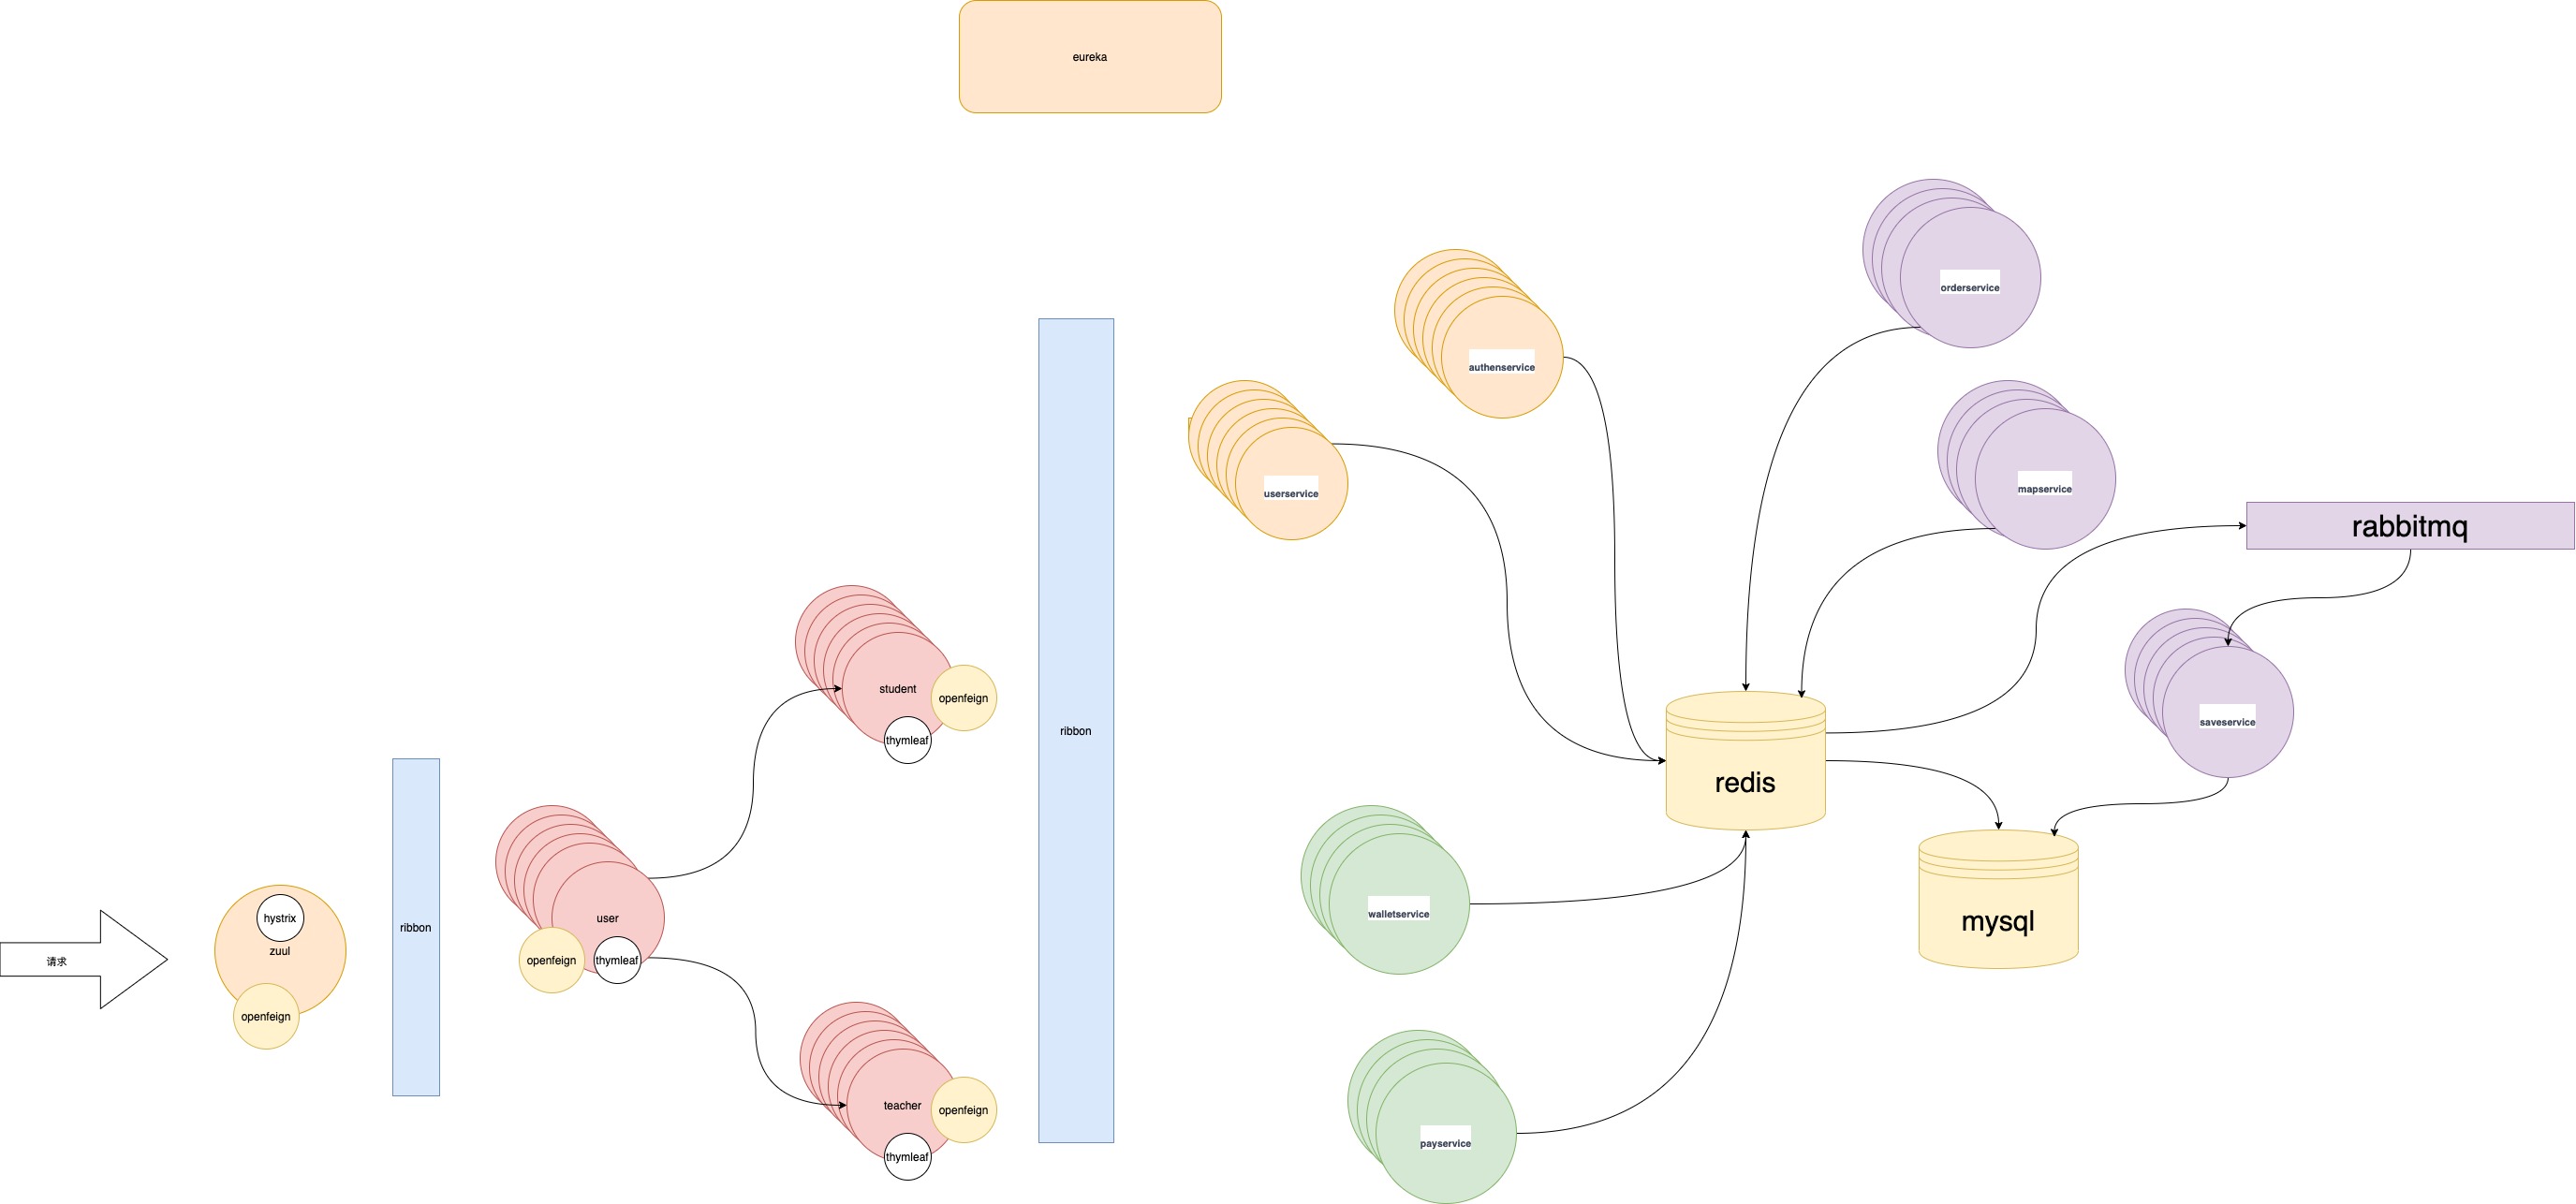 eureka
orderservice
authenservice
mapservice
userservice
rabbitmq
student
openfeign
thymleaf
ribbon
saveservice
redis
walletservice
mysql
hystrix
zuul
openfeign
请求
ribbon
user
openfeign
thymleaf
teacher
openfeign
thymleaf
payservice